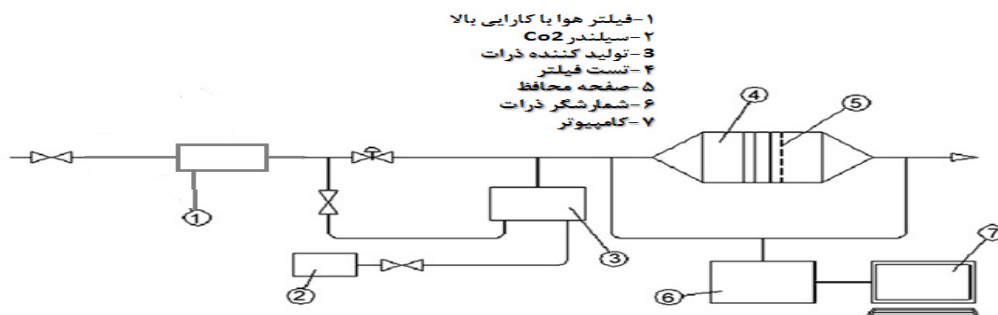 ۱-فیلتر هوا با کارایی بالا
۲-سیلندر Co2
3-تولید کننده ذرات
۴-تست فیلتر
۵-صفحه محافظ
۶-شمارشگر ذرات
۷-کامپیوتر
4
5
1
3
2
6
7